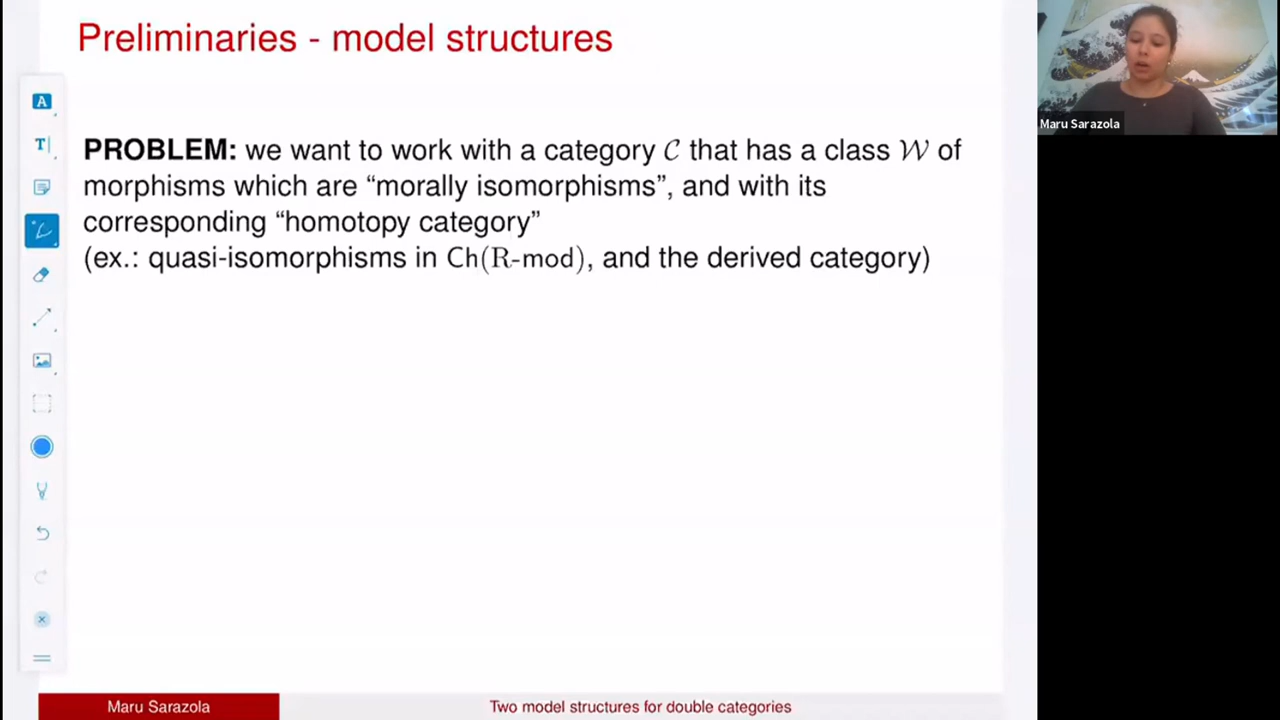 Preliminaries - model structures
PROBLEM: we want to work with a category 𝒞 that has a class 𝒲 of
morphisms which are “morally isomorphisms”, and with its
corresponding “homotopy category”
(ex.: quasi-isomorphisms in Ch(R-mod), and the derived category)
A
T
Maru Sarazola
Maru Sarazola
Two model structures for double categories